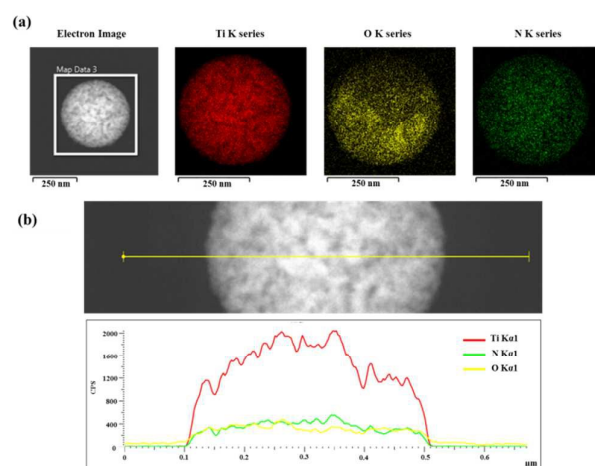 (a)
Electron Image Ti K series O K series N K series
Map Data 3
250 nm 250 nm 250 nm 250 nm
(b)
2000
1600
1200
800
400
0
CPS
Ti Kα1
N Kα1
O Kα1
0 0.1 0.2 0.3 0.4 0.5 0.6 μm